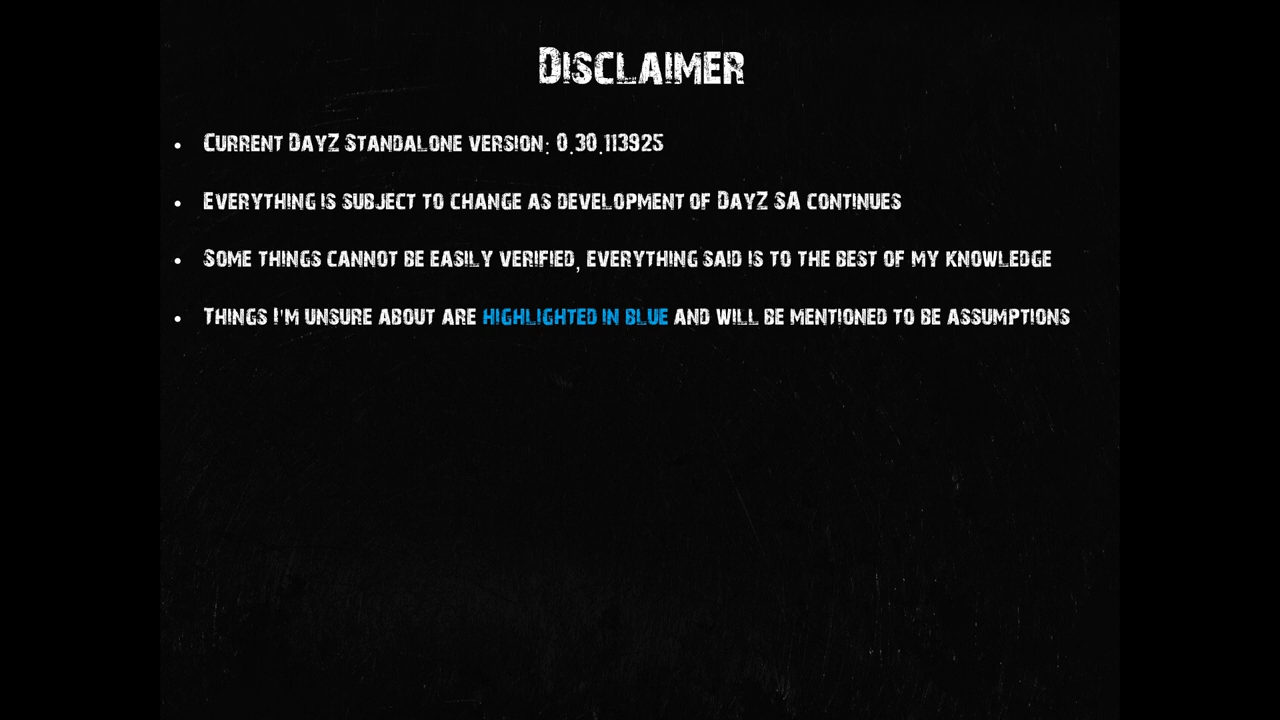 Disclaimer
• Current DayZ Standalone version: 0.30.113925
• Everything is subject to change as development of DayZ SA continues
• Some things cannot be easily verified, everything said is to the best of my knowledge
• Things I'm unsure about are highlighted in blue and will be mentioned to be assumptions